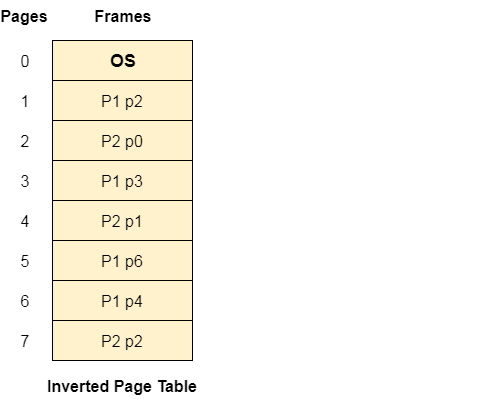 Pages Frames
0 OS
1 P1 p2
2 P2 p0
3 P1 p3
4 P2 p1
5 P1 p6
6 P1 p4
7 P2 p2
Inverted Page Table